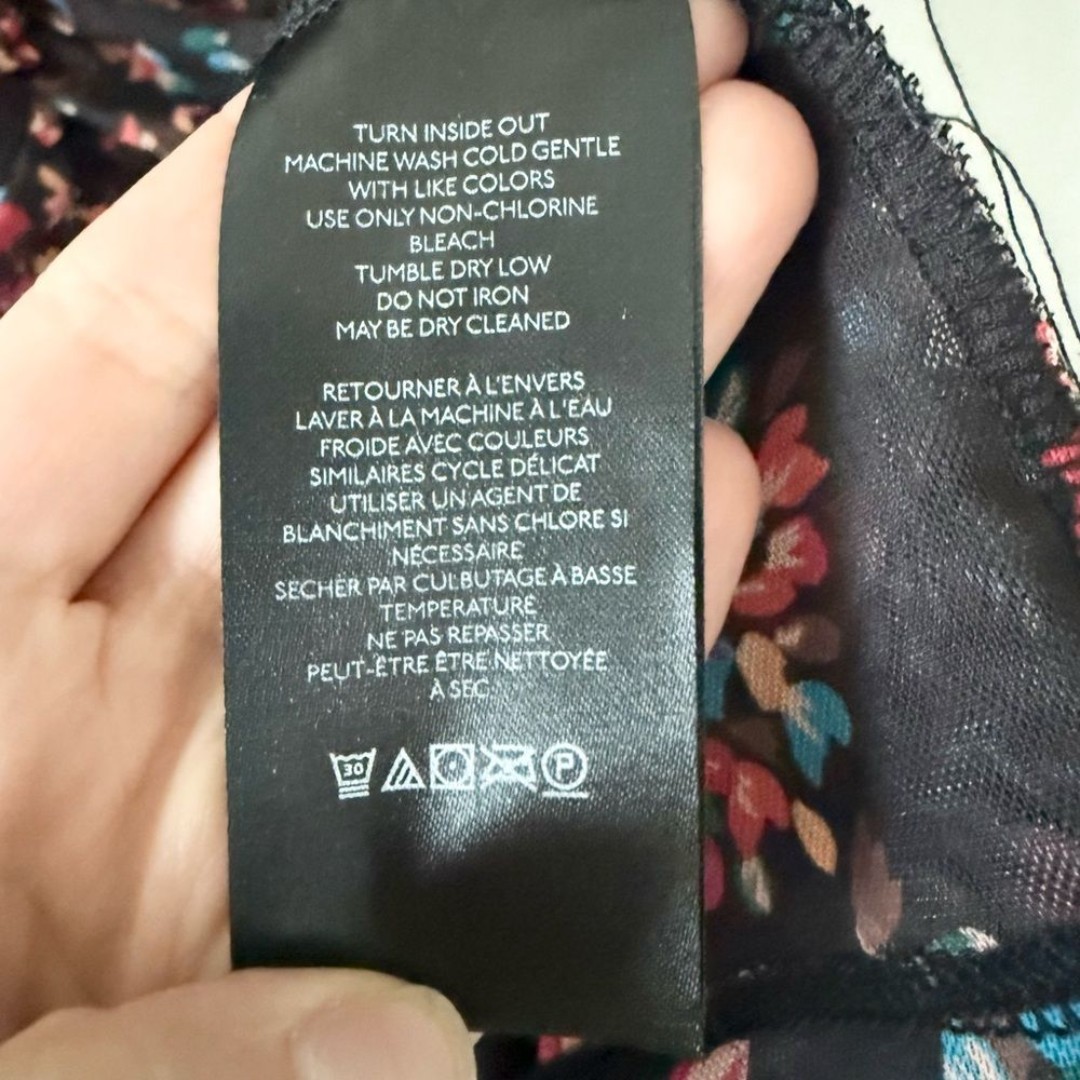 TURN INSIDE OUT
MACHINE WASH COLD GENTLE
WITH LIKE COLORS
USE ONLY NON-CHLORINE
BLEACH
TUMBLE DRY LOW
DO NOT IRON
MAY BE DRY CLEANED
RETOURNER À L'ENVERS
LAVER À LA MACHINE À L'EAU
FROIDE AVEC COULEURS
SIMILAIRES CYCLE DÉLICAT
UTILISER UN AGENT DE
BLANCHIMENT SANS CHLORE SI
NÉCESSAIRE
SÉCHER PAR CULBUTAGE À BASSE
TEMPERATURE
NE PAS REPASSER
PEUT-ÊTRE ÊTRE NETTOYÉE
À SEC
30 P